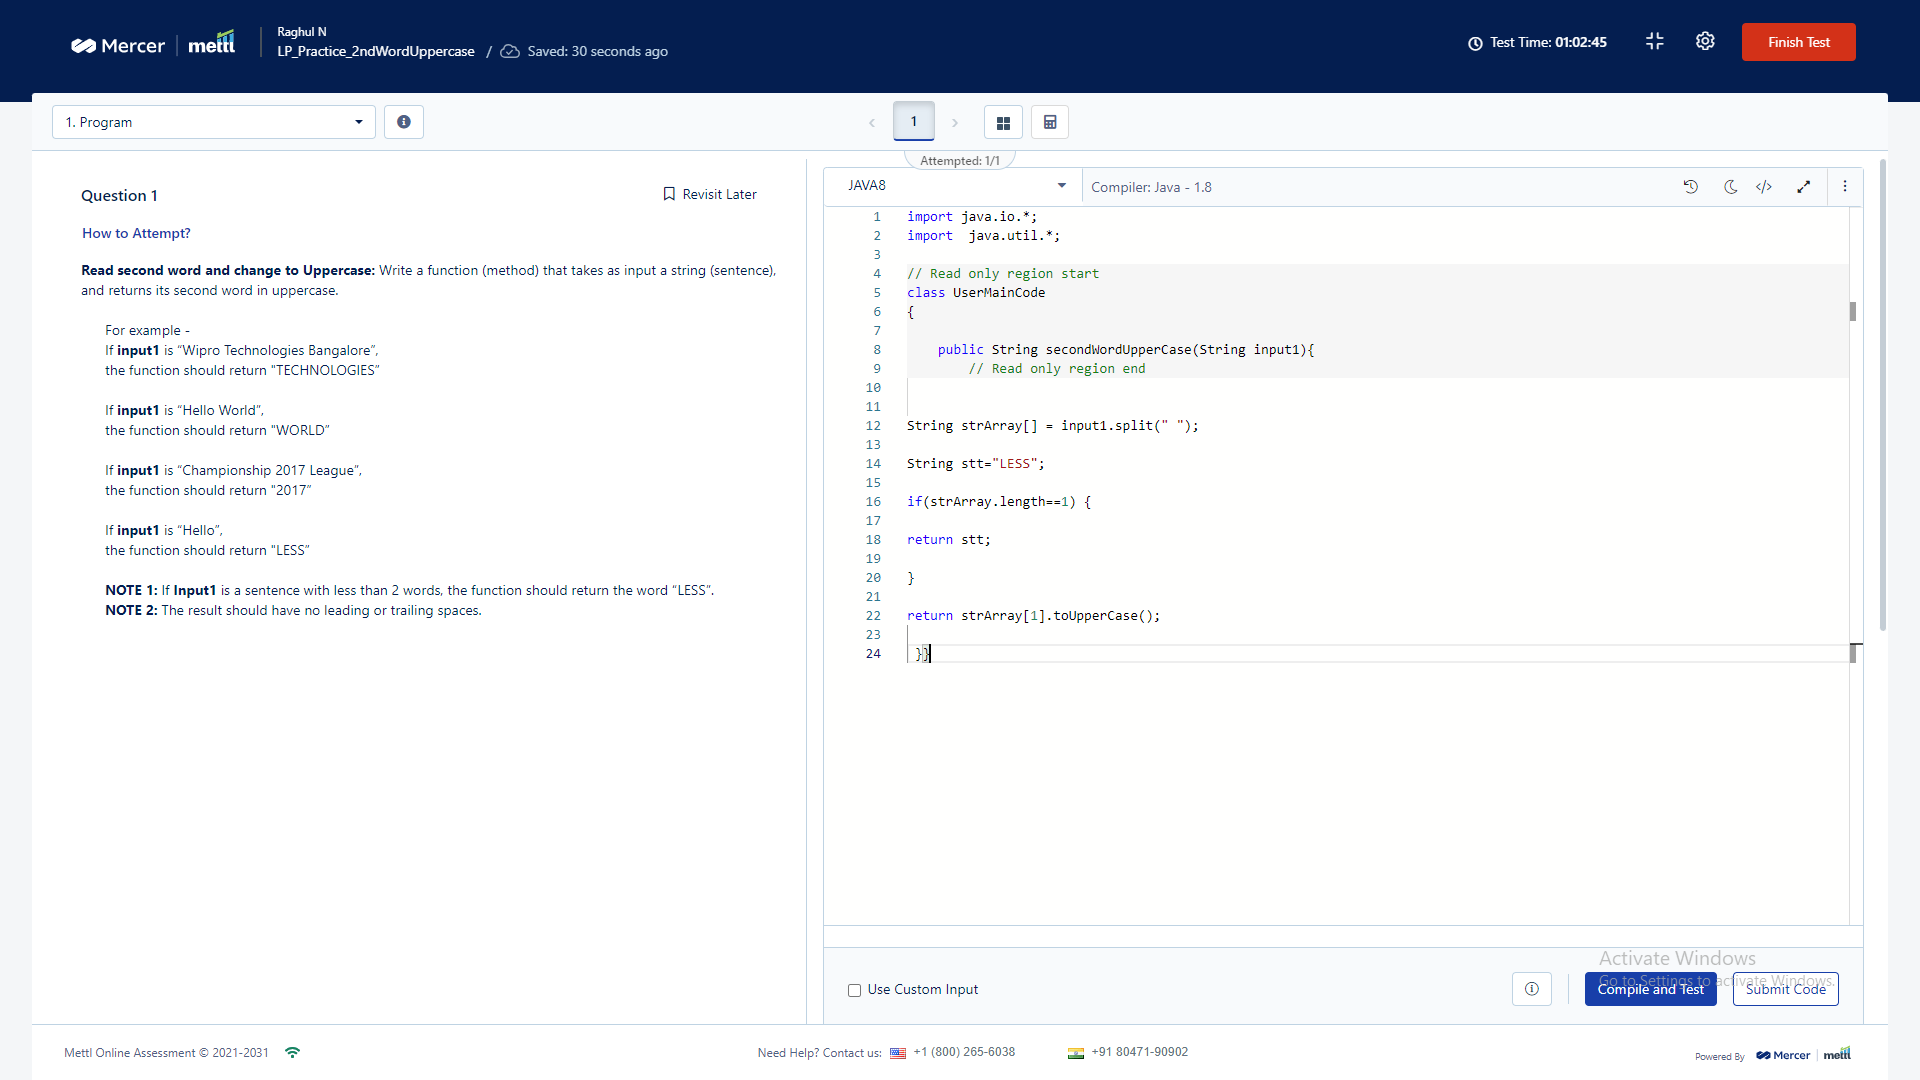 Mercer mettl
Raghul N
LP_Practice_2ndWordUppercase / Saved: 30 seconds ago
Test Time: 01:02:45
Finish Test
1. Program
1
Attempted: 1/1
Question 1
Revisit Later
How to Attempt?
Read second word and change to Uppercase: Write a function (method) that takes as input a string (sentence),
and returns its second word in uppercase.
For example -
If input1 is “Wipro Technologies Bangalore”,
the function should return “TECHNOLOGIES”
If input1 is “Hello World”,
the function should return “WORLD”
If input1 is “Championship 2017 League”,
the function should return “2017”
If input1 is “Hello”,
the function should return “LESS”
NOTE 1: If Input1 is a sentence with less than 2 words, the function should return the word “LESS”.
NOTE 2: The result should have no leading or trailing spaces.
JAVA8
Compiler: Java - 1.8
1 import java.io.*;
2 import  java.util.*;
3
4 // Read only region start
5 class UserMainCode
6 {
7
8     public String secondWordUpperCase(String input1){
9         // Read only region end
10
11
12 String strArray[] = input1.split(" ");
13
14 String stt="LESS";
15
16 if(strArray.length==1) {
17
18 return stt;
19
20 }
21
22 return strArray[1].toUpperCase();
23
24  }}
Use Custom Input
Compile and Test
Submit Code
Activate Windows
Go to Settings to activate Windows.
Mettl Online Assessment © 2021-2031
Need Help? Contact us: +1 (800) 265-6038
+91 80471-90902
Powered By Mercer mettl